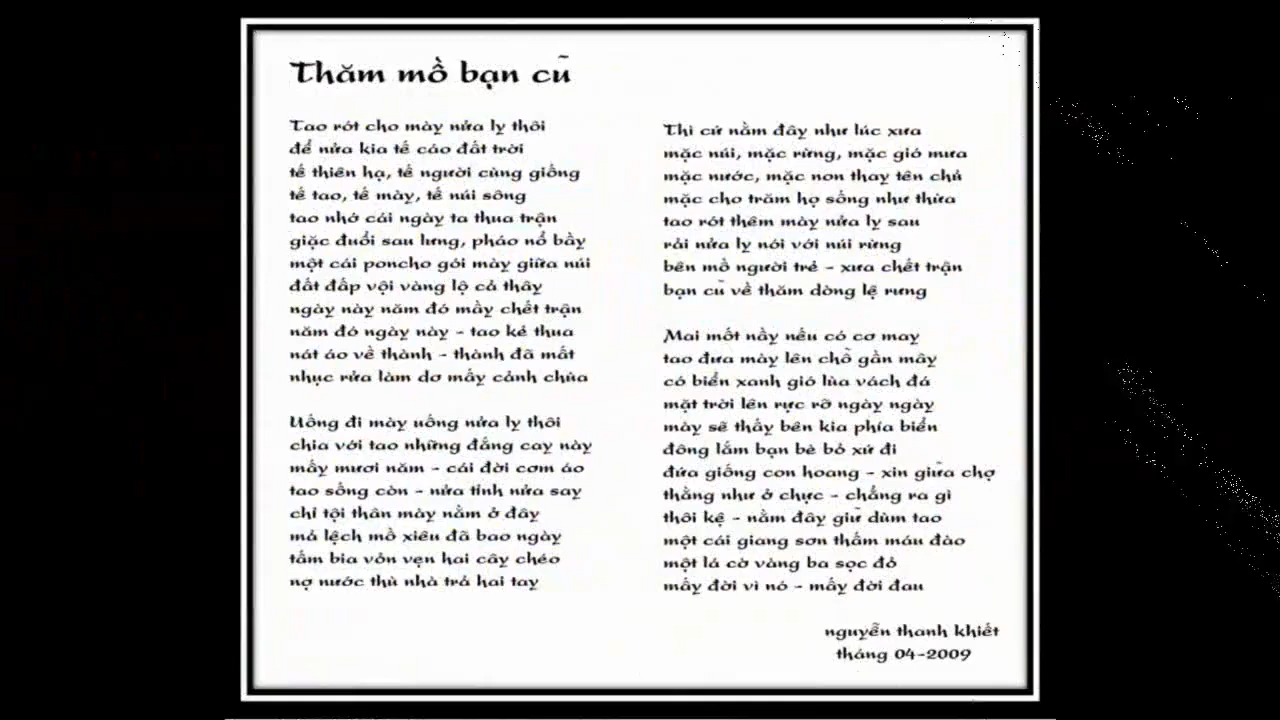 Thăm mồ bạn cũ
Tao rót cho mày nửa ly thôi
để nửa kia tế cáo đất trời
tế thiên hạ, tế người cùng giống
tế tao, tế mày, tế núi sông
tao nhớ cái ngày ta thua trận
giặc đuổi sau lưng, pháo nổ bầy
một cái poncho gói mày giữa núi
đất đấp vội vàng lộ cả thây
ngày này năm đó mầy chết trận
năm đó ngày này - tao kẻ thua
nát áo về thành - thành đã mất
nhục rửa làm dơ mấy cảnh chùa
Uống đi mày uống nửa ly thôi
chia với tao những đắng cay này
mấy mươi năm - cái đời cơm áo
tao sống còn - nửa tỉnh nửa say
chỉ tội thân mày nằm ở đây
mả lệch mồ xiêu đã bao ngày
tấm bia vỏn vẹn hai cây chéo
nợ nước thù nhà trả hai tay
Thì cứ nằm đây như lúc xưa
mặc núi, mặc rừng, mặc gió mưa
mặc nước, mặc non thay tên chủ
mặc cho trăm họ sống như thừa
tao rót thêm mày nửa ly sau
rải nửa ly nói với núi rừng
bên mồ người trẻ - xưa chết trận
bạn cũ về thăm dòng lệ rưng
Mai mốt nầy nếu có cơ may
tao đưa mày lên chỗ gần mây
có biển xanh gió lùa vách đá
mặt trời lên rực rỡ ngày ngày
mày sẽ thấy bên kia phía biển
đông lắm bạn bè bỏ xứ đi
đứa giống con hoang - xin giữa chợ
thằng như ở chực - chẳng ra gì
thôi kệ - nằm đây giữ dùm tao
một cái giang sơn thấm máu đào
một lá cờ vàng ba sọc đỏ
mấy đời vì nó - mấy đời đau
nguyễn thanh khiết
tháng 04-2009